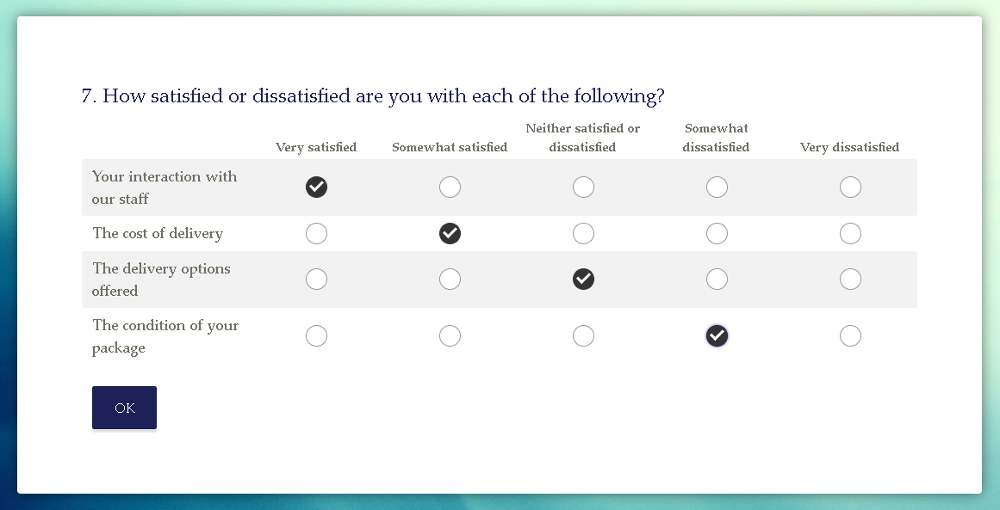 7. How satisfied or dissatisfied are you with each of the following?
Neither satisfied or
Somewhat
Very satisfied
Somewhat satisfied
dissatisfied
dissatisfied
Very dissatisfied
Your interaction with
our staff
The cost of delivery
The delivery options
offered
The condition of your
package
OK